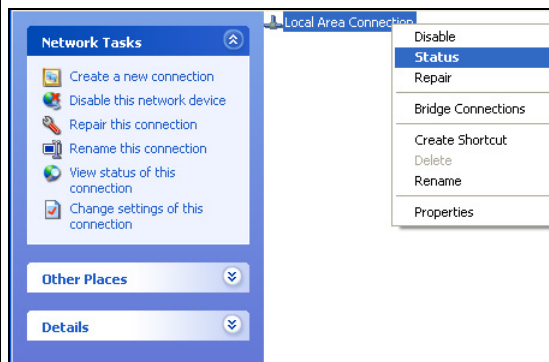 Network Tasks
Create a new connection
Disable this network device
Repair this connection
Rename this connection
View status of this
connection
Change settings of this
connection
Other Places
Details
Local Area Connection
Disable
Status
Repair
Bridge Connections
Create Shortcut
Delete
Rename
Properties